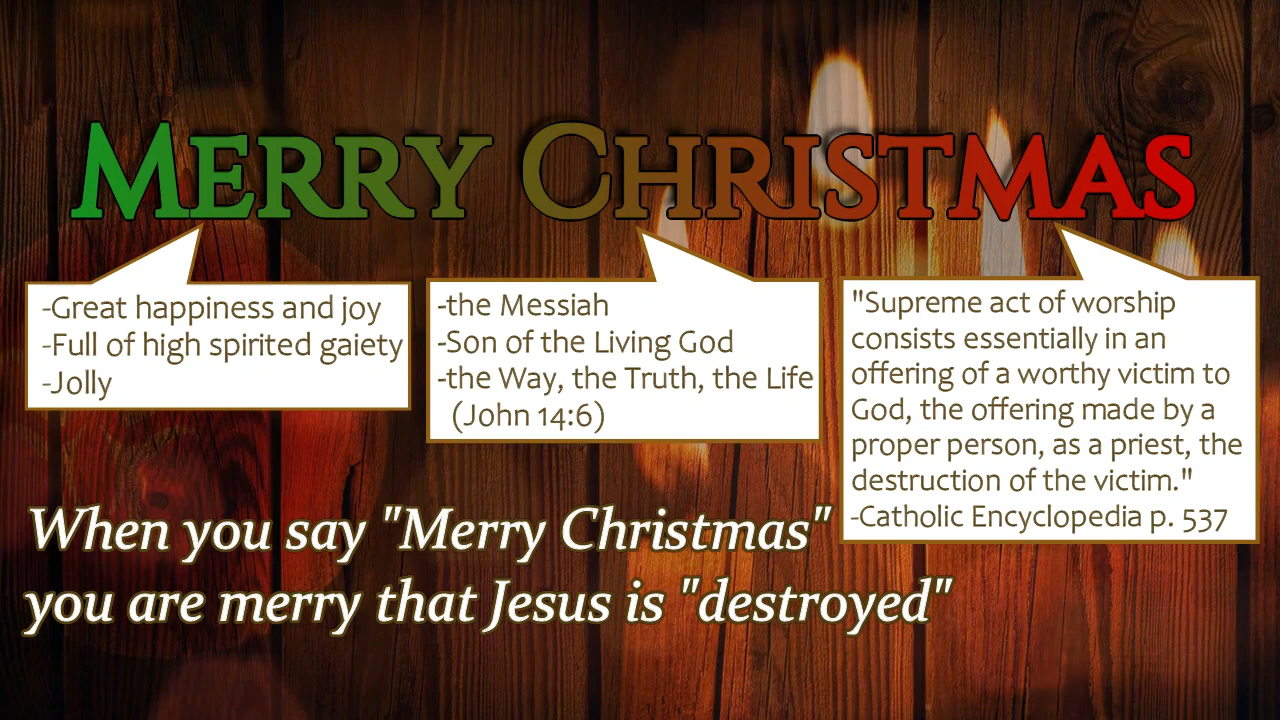 MERRY CHRISTMAS
-Great happiness and joy
-Full of high spirited gaiety
-Jolly
-the Messiah
-Son of the Living God
-the Way, the Truth, the Life
(John 14:6)
"Supreme act of worship
consists essentially in an
offering of a worthy victim to
God, the offering made by a
proper person, as a priest, the
destruction of the victim."
-Catholic Encyclopedia p. 537
When you say "Merry Christmas"
you are merry that Jesus is "destroyed"